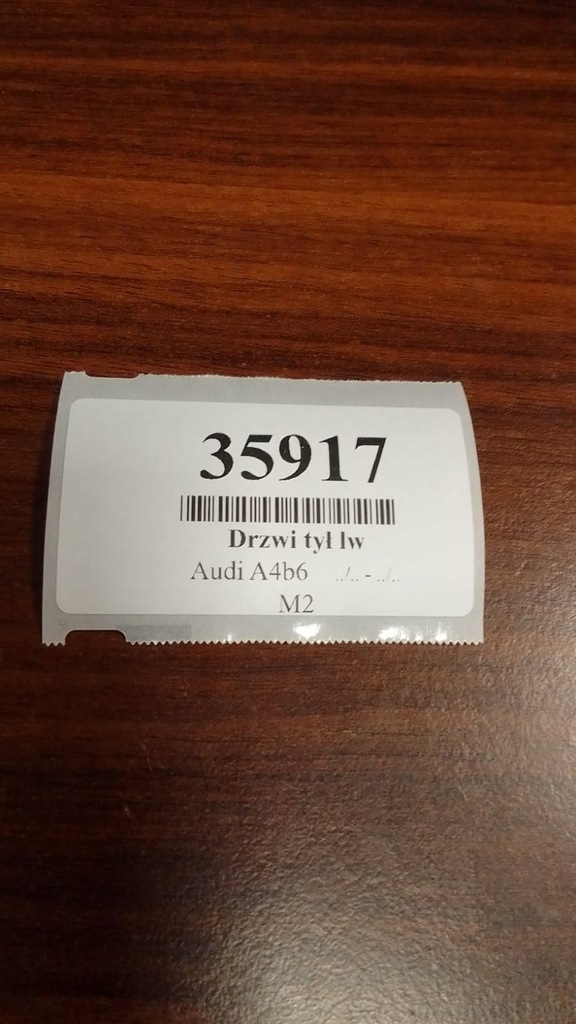 35917
Drzwi tył lw
Audi A4b6 ../.. - ../..
M2